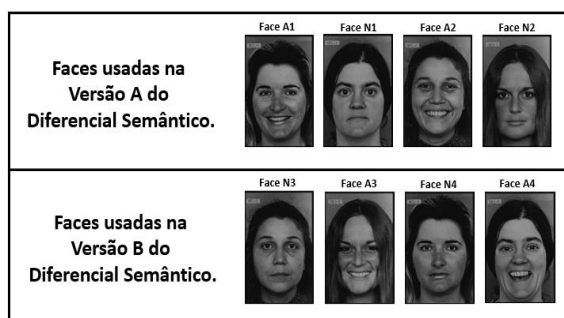 Face A1 Face N1 Face A2 Face N2
Faces usadas na
Versão A do
Diferencial Semântico.
Face N3 Face A3 Face N4 Face A4
Faces usadas na
Versão B do
Diferencial Semântico.